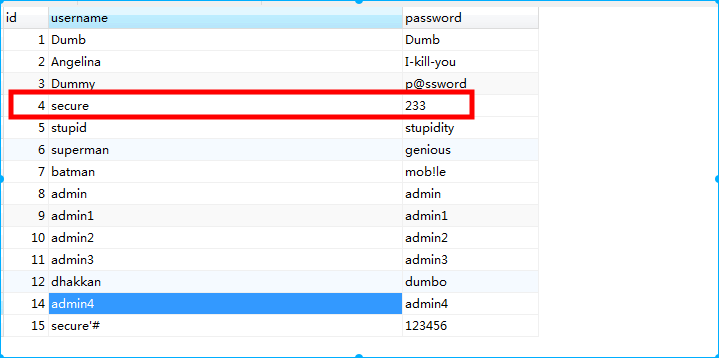 id username password
1 Dumb Dumb
2 Angelina I-kill-you
3 Dummy p@ssword
4 secure 233
5 stupid stupidity
6 superman genious
7 batman mob!le
8 admin admin
9 admin1 admin1
10 admin2 admin2
11 admin3 admin3
12 dhakkan dumbo
14 admin4 admin4
15 secure'# 123456